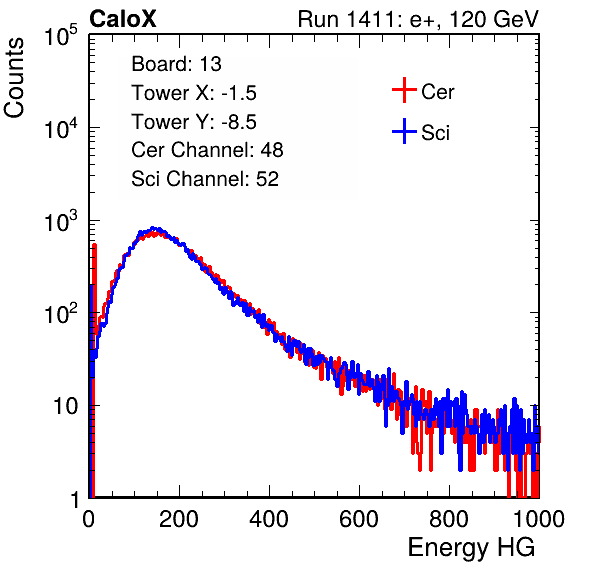 CaloX Run 1411: e+, 120 GeV
Counts
Board: 13
Tower X: -1.5
Tower Y: -8.5
Cer Channel: 48
Sci Channel: 52
Cer
Sci
10^5
10^4
10^3
10^2
10
1
0 200 400 600 800 1000
Energy HG